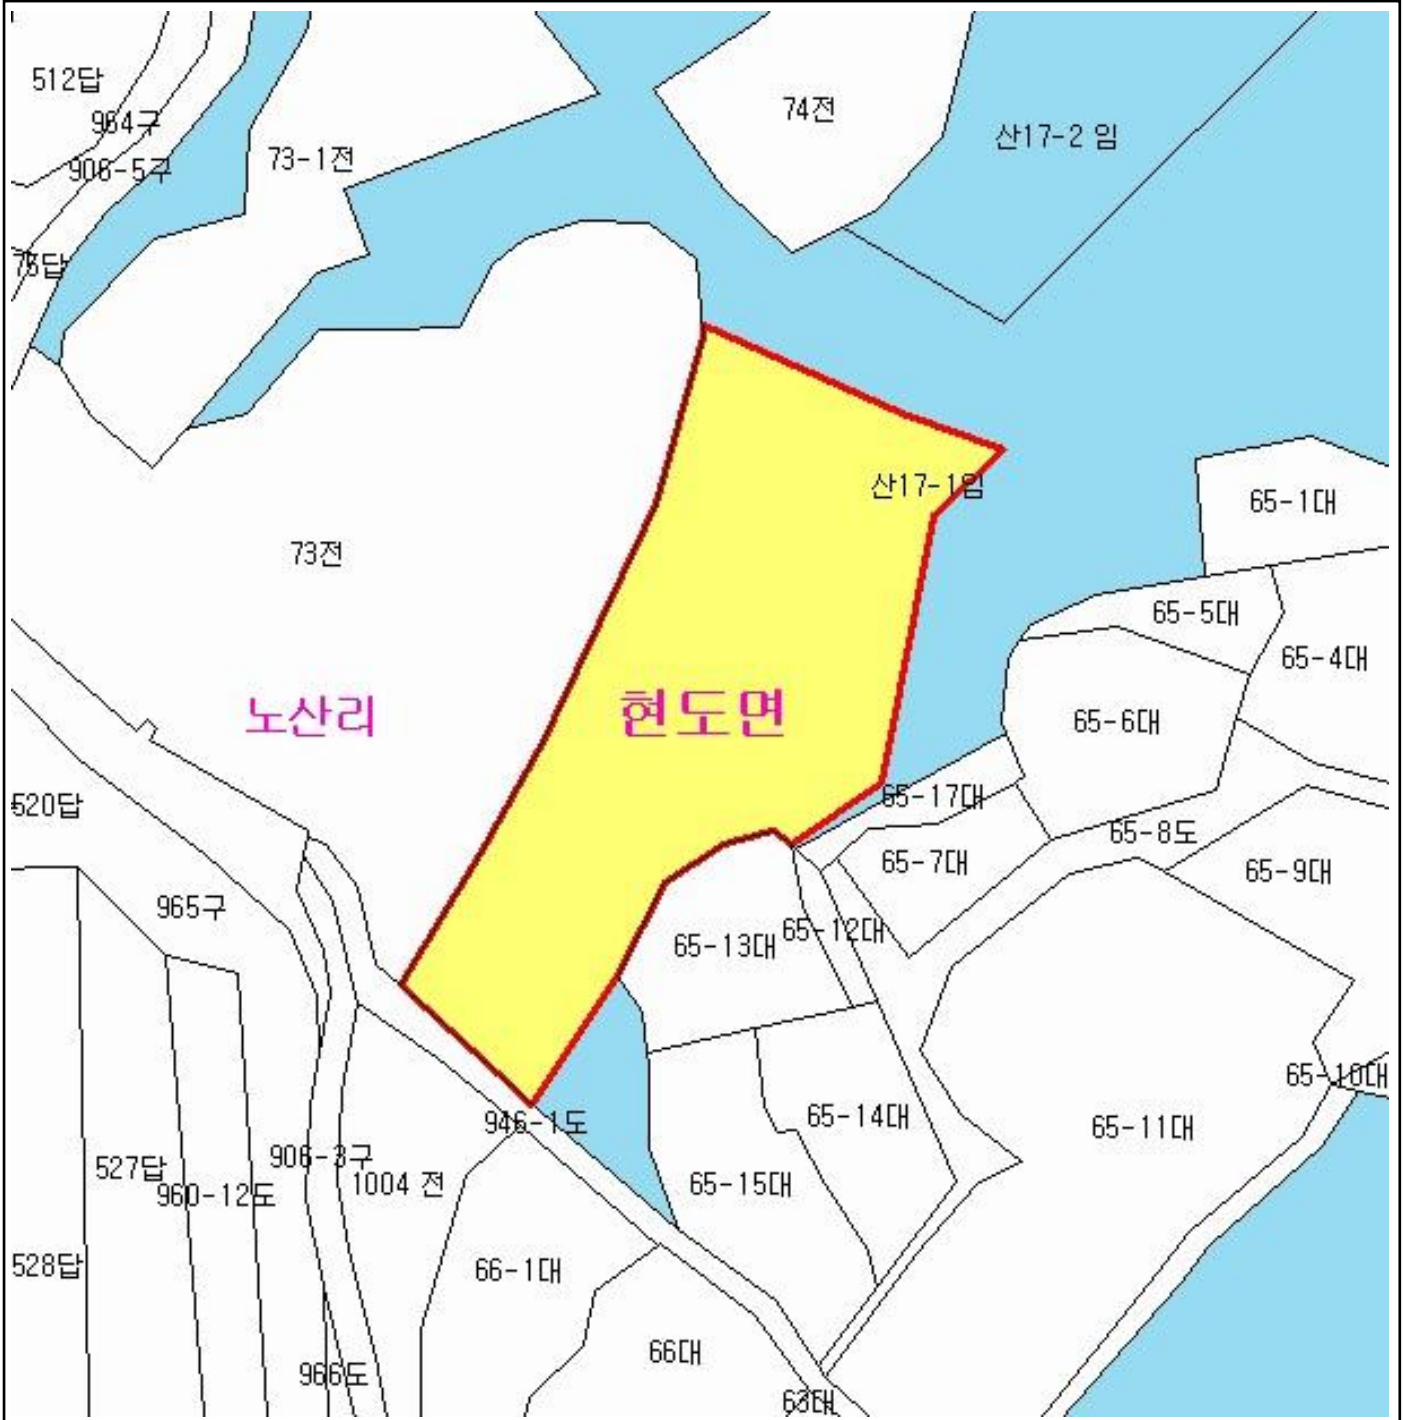 512답
74전
964구
산17-2 임
73-1전
906-5구
산17-1임
65-1대
73전
65-5대
65-4대
노산리
현도면
65-6대
65-17대
520답
65-8도
65-7대
65-9대
965구
65-12대
65-13대
65-10대
65-14대
946-1도
65-11대
906-3구
527답
1004 전
65-15대
960-12도
528답
66-1대
66대
966도
63대